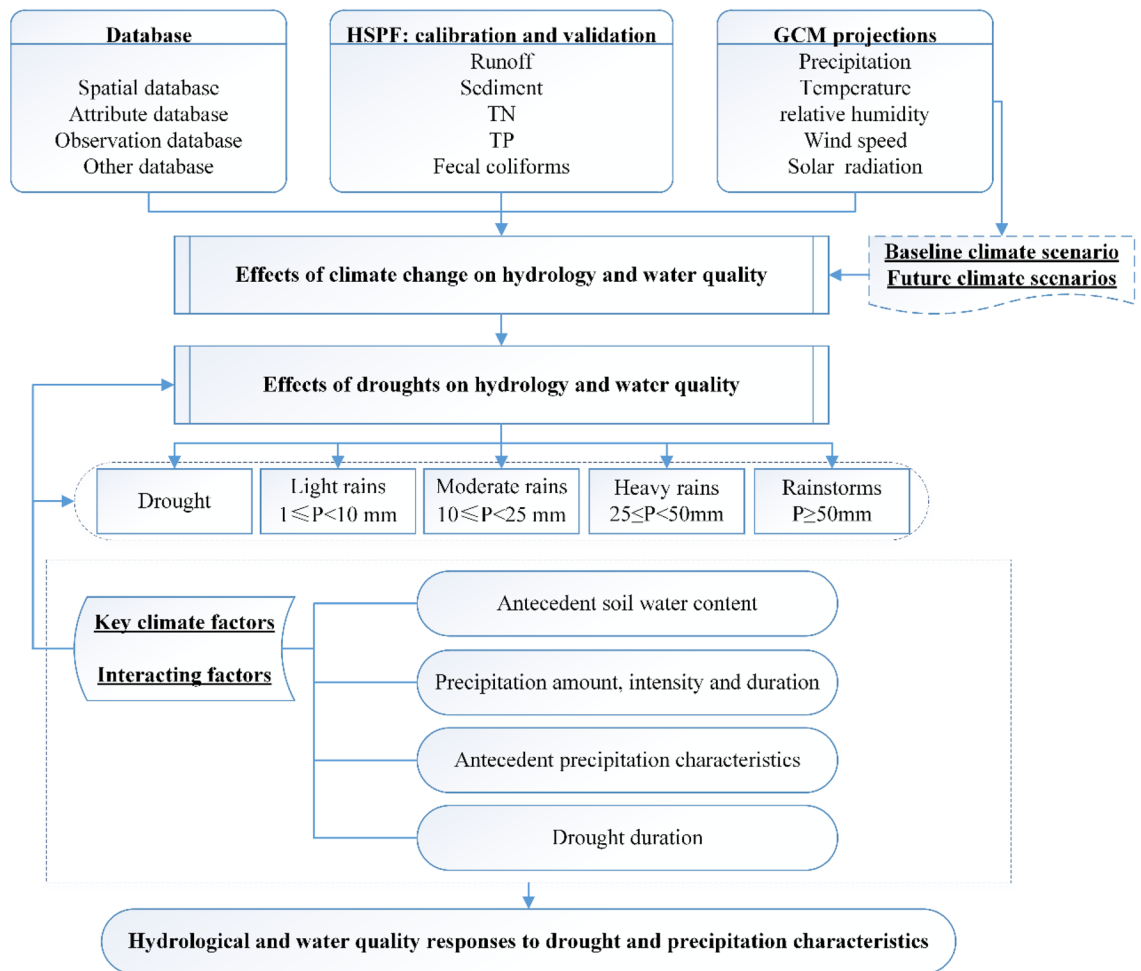 Database
Spatial database
Attribute database
Observation database
Other database
HSPF: calibration and validation
Runoff
Sediment
TN
TP
Fecal coliforms
GCM projections
Precipitation
Temperature
relative humidity
Wind speed
Solar radiation
Effects of climate change on hydrology and water quality
Baseline climate scenario
Future climate scenarios
Effects of droughts on hydrology and water quality
Drought
Light rains
1≤P<10 mm
Moderate rains
10≤P<25 mm
Heavy rains
25≤P<50mm
Rainstorms
P≥50mm
Key climate factors
Interacting factors
Antecedent soil water content
Precipitation amount, intensity and duration
Antecedent precipitation characteristics
Drought duration
Hydrological and water quality responses to drought and precipitation characteristics